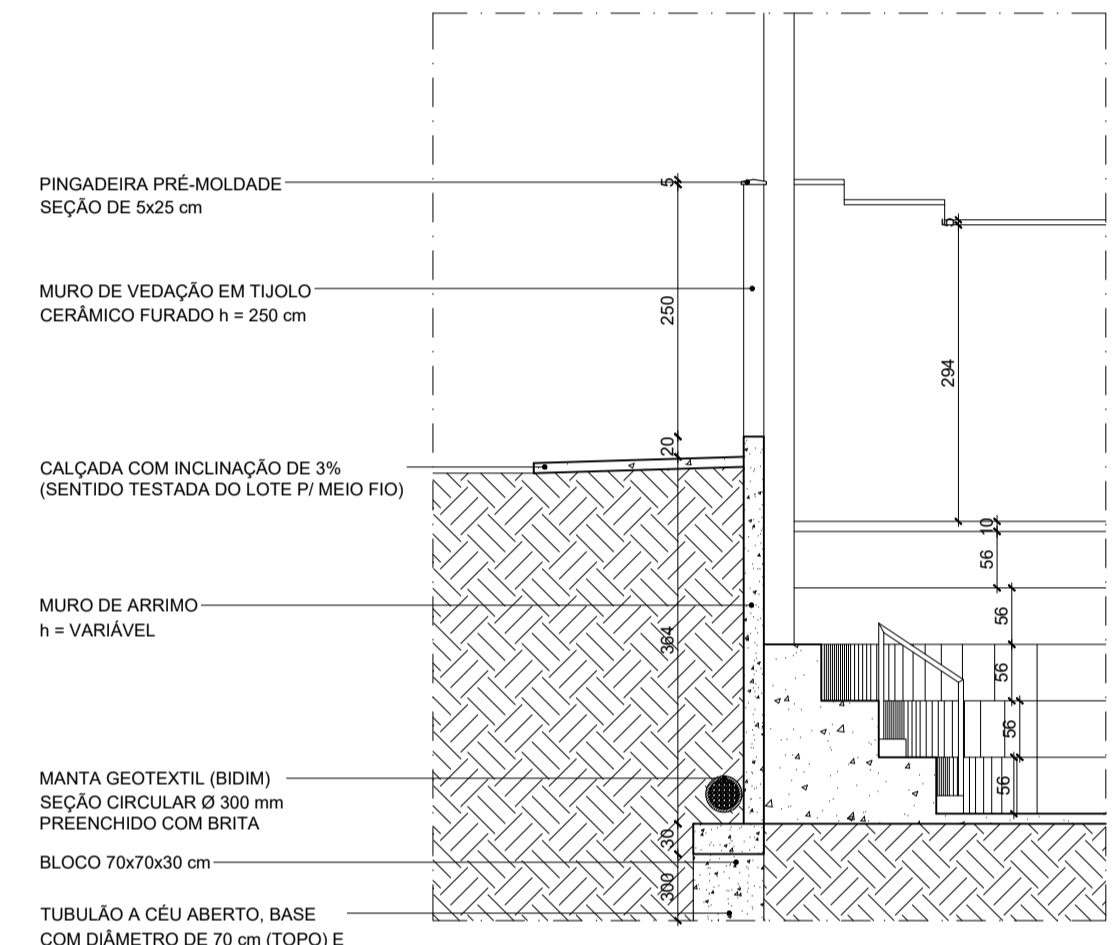 PINGADEIRA PRÉ-MOLDADE
SEÇÃO DE 5x25 cm
5
5
MURO DE VEDAÇÃO EM TIJOLO
CERÂMICO FURADO h = 250 cm
250
294
20
CALÇADA COM INCLINAÇÃO DE 3%
(SENTIDO TESTADA DO LOTE P/ MEIO FIO)
10
56
MURO DE ARRIMO
h = VARIÁVEL
364
56
56
56
56
MANTA GEOTEXTIL (BIDIM)
SEÇÃO CIRCULAR Ø 300 mm
PREENCHIDO COM BRITA
30
BLOCO 70x70x30 cm
300
TUBULÃO A CÉU ABERTO, BASE
COM DIÂMETRO DE 70 cm (TOPO) E